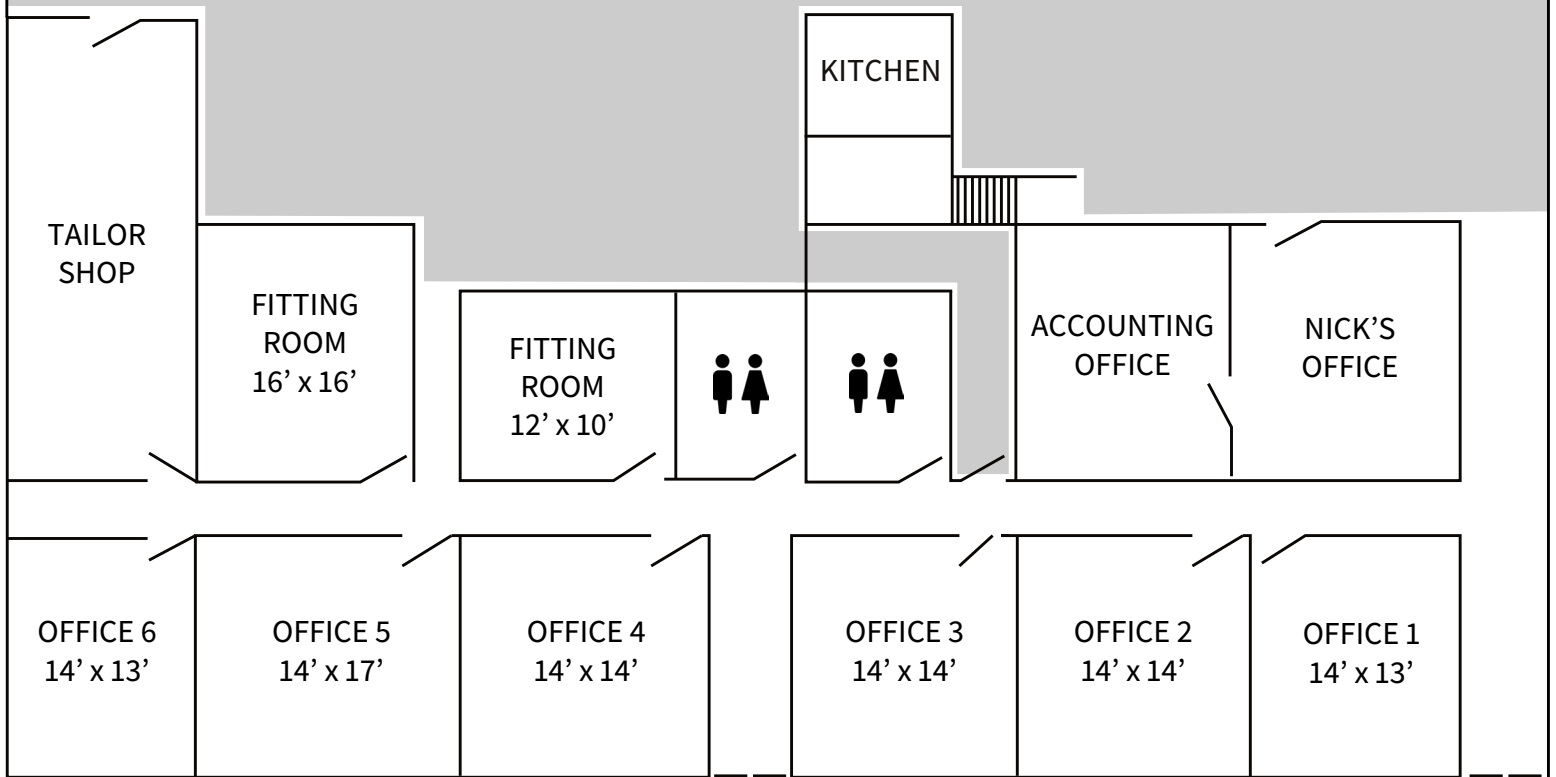 KITCHEN
TAILOR
SHOP
FITTING
ROOM
16’ x 16’
FITTING
ROOM
12’ x 10’
ACCOUNTING
OFFICE
NICK’S
OFFICE
OFFICE 6
14’ x 13’
OFFICE 5
14’ x 17’
OFFICE 4
14’ x 14’
OFFICE 3
14’ x 14’
OFFICE 2
14’ x 14’
OFFICE 1
14’ x 13’